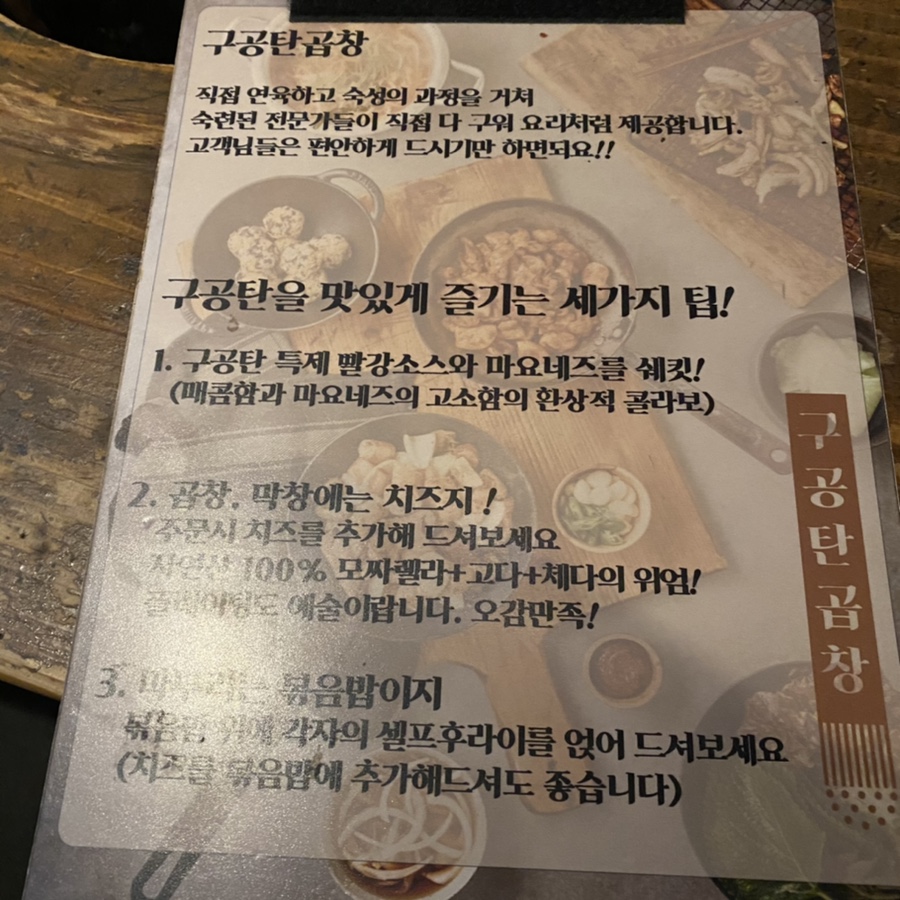 구공탄곱창
직접 연육하고 숙성의 과정을 거쳐
숙련된 전문가들이 직접 다 구워 요리처럼 제공합니다.
고객님들은 편안하게 드시기만 하면되요!!
구공탄을 맛있게 즐기는 세가지 팁!
1. 구공탄 특제 빨강소스와 마요네즈를 쉐킷!
(매콤함과 마요네즈의 고소함의 환상적 콜라보)
2. 곱창, 막창에는 치즈지!
주문시 치즈를 추가해 드셔보세요
자연산 100% 모짜렐라+고다+체다의 위엄!
플레이팅도 예술이랍니다. 오감만족!
3. 볶음밥이지
볶음밥 위에 각자의 셀프후라이를 얹어 드셔보세요
(치즈를 볶음밥에 추가해드셔도 좋습니다)
구공탄곱창